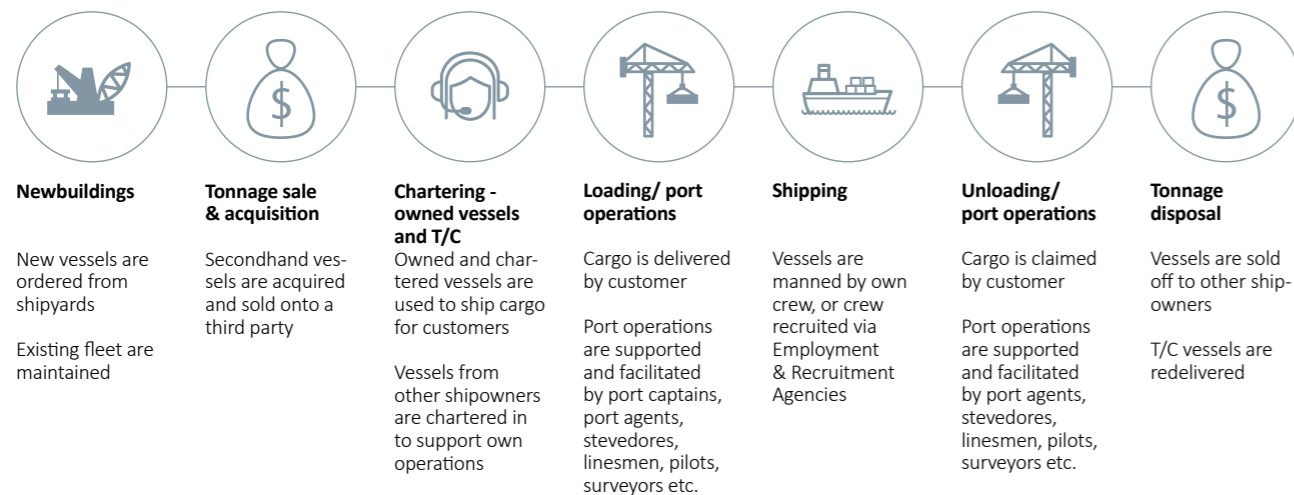 $
$
Newbuildings
New vessels are
ordered from
shipyards
Existing fleet are
maintained
Tonnage sale
& acquisition
Secondhand ves-
sels are acquired
and sold onto a
third party
Chartering -
owned vessels
and T/C
Owned and char-
tered vessels are
used to ship cargo
for customers
Vessels from
other shipowners
are chartered in
to support own
operations
Loading/ port
operations
Cargo is delivered
by customer
Port operations
are supported
and facilitated
by port captains,
port agents,
stevedores,
linesmen, pilots,
surveyors etc.
Shipping
Vessels are
manned by own
crew, or crew
recruited via
Employment
& Recruitment
Agencies
Unloading/
port operations
Cargo is claimed
by customer
Port operations
are supported
and facilitated
by port agents,
stevedores,
linesmen, pilots,
surveyors etc.
Tonnage
disposal
Vessels are sold
off to other ship-
owners
T/C vessels are
redelivered